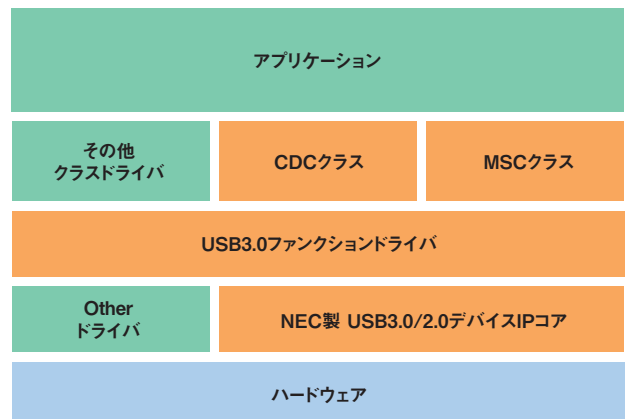 アプリケーション
その他
クラスドライバ
CDCクラス
MSCクラス
USB3.0ファンクションドライバ
Other
ドライバ
NEC製 USB3.0/2.0デバイスIPコア
ハードウェア